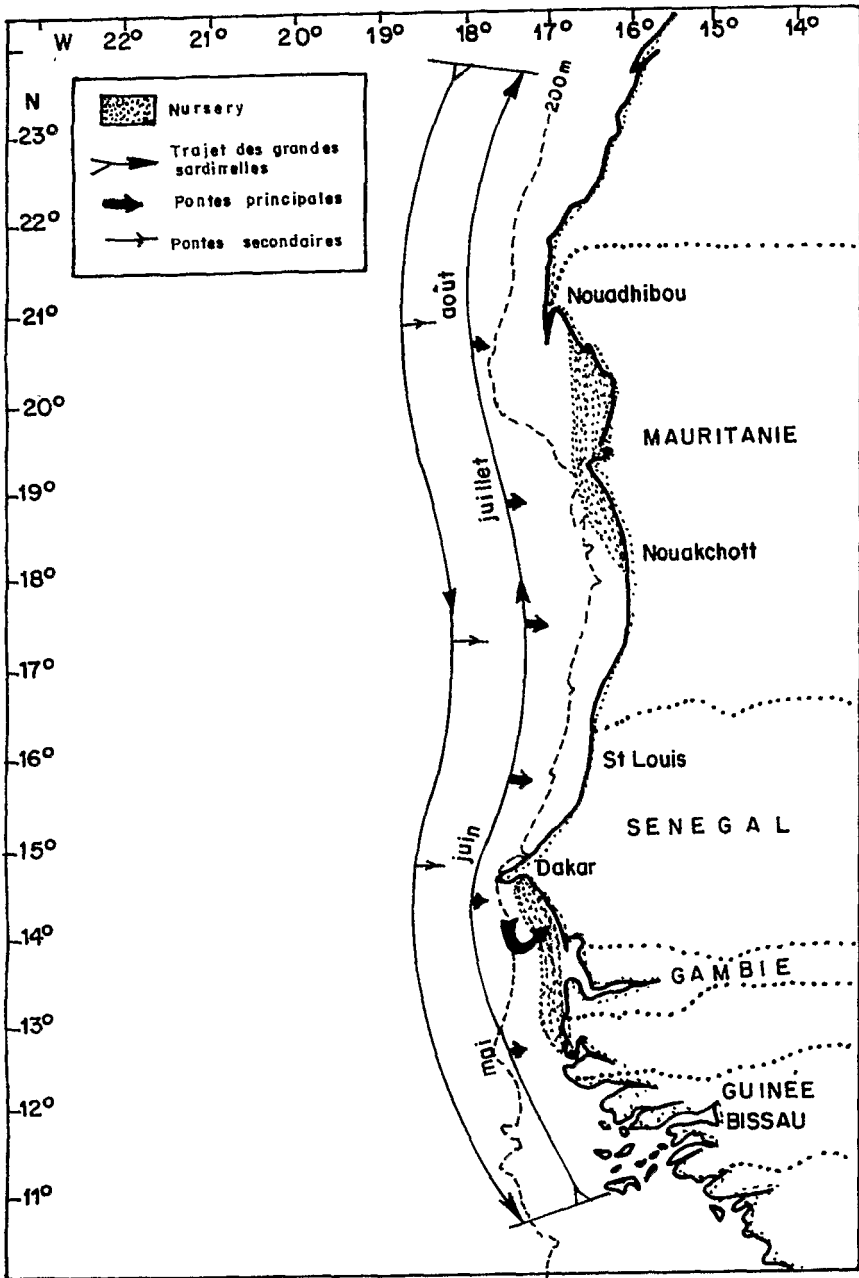 W 22° 21° 20° 19° 18° 17° 16° 15° 14°
N
Nursery
Trajet des grandes
sardinelles
Pontes principales
Pontes secondaires
200m
23°
22°
21°
20°
19°
18°
17°
16°
15°
14°
13°
12°
11°
août
juillet
juin
mai
Nouadhibou
MAURITANIE
Nouakchott
St Louis
SENEGAL
Dakar
GAMBIE
GUINÉE
BISSAU